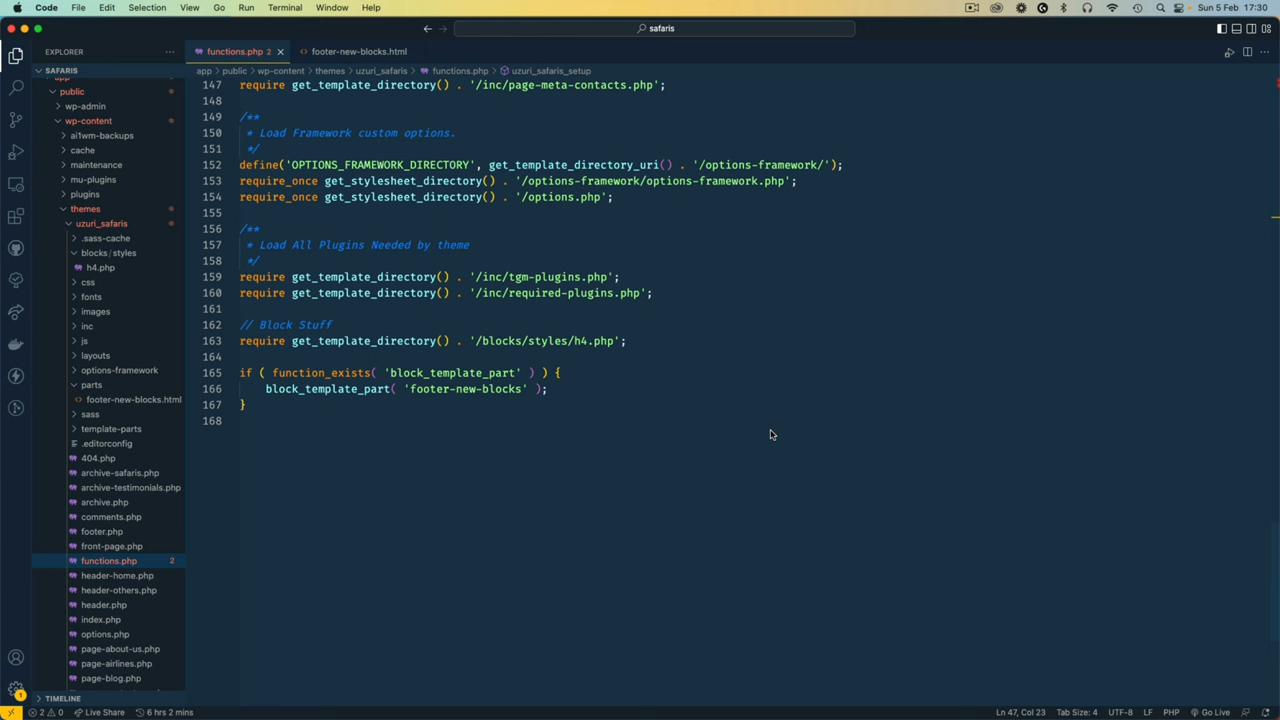 Code File Edit Selection View Go Run Terminal Window Help Sun 5 Feb 17:30
safaris
EXPLORER
functions.php 2
footer-new-blocks.html
SAFARIS
app › public › wp-content › themes › uzuri_safaris › functions.php › uzuri_safaris_setup
app
public
wp-admin
wp-content
ai1wm-backups
cache
maintenance
mu-plugins
plugins
themes
uzuri_safaris
.sass-cache
blocks / styles
h4.php
css
fonts
images
inc
js
layouts
options-framework
parts
footer-new-blocks.html
sass
template-parts
.editorconfig
404.php
archive-safaris.php
archive-testimonials.php
archive.php
comments.php
footer.php
front-page.php
functions.php 2
header-home.php
header-others.php
header.php
index.php
options.php
page-about-us.php
page-airlines.php
page-blog.php
TIMELINE
147 require get_template_directory() . '/inc/page-meta-contacts.php';
148
149 /**
150 * Load Framework custom options.
151 */
152 define('OPTIONS_FRAMEWORK_DIRECTORY', get_template_directory_uri() . '/options-framework/');
153 require_once get_stylesheet_directory() . '/options-framework/options-framework.php';
154 require_once get_stylesheet_directory() . '/options.php';
155
156 /**
157 * Load All Plugins Needed by theme
158 */
159 require get_template_directory() . '/inc/tgm-plugins.php';
160 require get_template_directory() . '/inc/required-plugins.php';
161
162 // Block Stuff
163 require get_template_directory() . '/blocks/styles/h4.php';
164
165 if ( function_exists( 'block_template_part' ) ) {
166 block_template_part( 'footer-new-blocks' );
167 }
168
1
2 0 Live Share 6 hrs 2 mins Ln 47, Col 23 Tab Size: 4 UTF-8 LF PHP Go Live